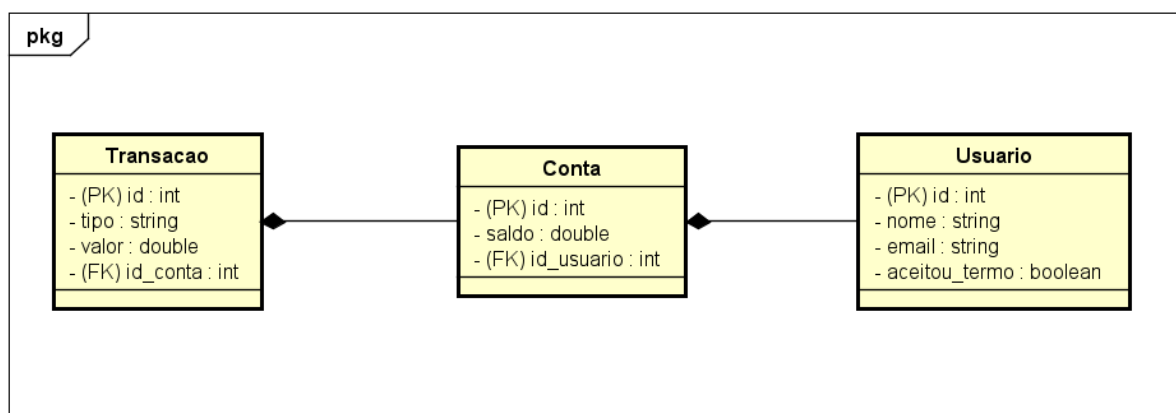 pkg
Transacao
- (PK) id : int
- tipo : string
- valor : double
- (FK) id_conta : int
Conta
- (PK) id : int
- saldo : double
- (FK) id_usuario : int
Usuario
- (PK) id : int
- nome : string
- email : string
- aceitou_termo : boolean